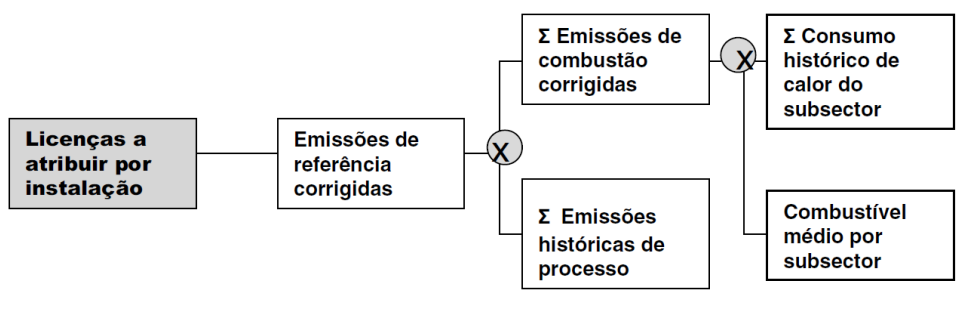 Licenças a
atribuir por
instalação
Emissões de
referência
corrigidas
X
Σ Emissões de
combustão
corrigidas
Σ Emissões
históricas de
processo
X
Σ Consumo
histórico de
calor do
subsector
Combustível
médio por
subsector